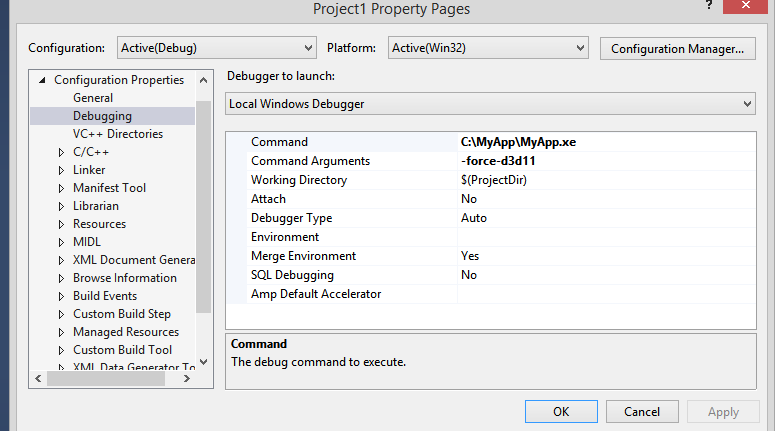 Project1 Property Pages
?
Configuration: Active(Debug) Platform: Active(Win32) Configuration Manager...
Configuration Properties
General
Debugging
VC++ Directories
C/C++
Linker
Manifest Tool
Librarian
Resources
MIDL
XML Document Genera
Browse Information
Build Events
Custom Build Step
Managed Resources
Custom Build Tool
XML Data Generator To
Debugger to launch:
Local Windows Debugger
Command C:\MyApp\MyApp.xe
Command Arguments -force-d3d11
Working Directory $(ProjectDir)
Attach No
Debugger Type Auto
Environment
Merge Environment Yes
SQL Debugging No
Amp Default Accelerator
Command
The debug command to execute.
OK Cancel Apply